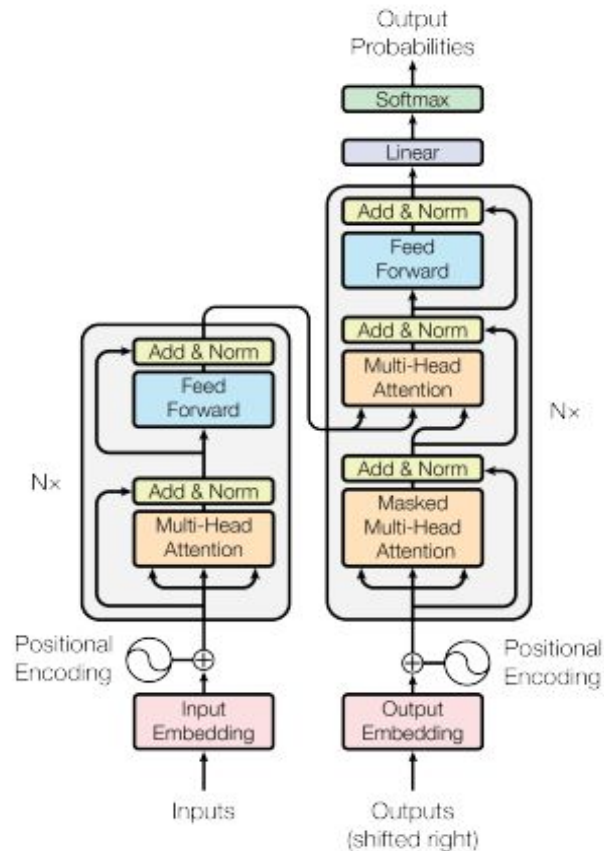 Output
Probabilities
Softmax
Linear
Add & Norm
Feed
Forward
Add & Norm
Multi-Head
Attention
Add & Norm
Masked
Multi-Head
Attention
N×
Add & Norm
Feed
Forward
Add & Norm
Multi-Head
Attention
N×
Positional
Encoding
Positional
Encoding
Input
Embedding
Output
Embedding
Inputs
Outputs
(shifted right)